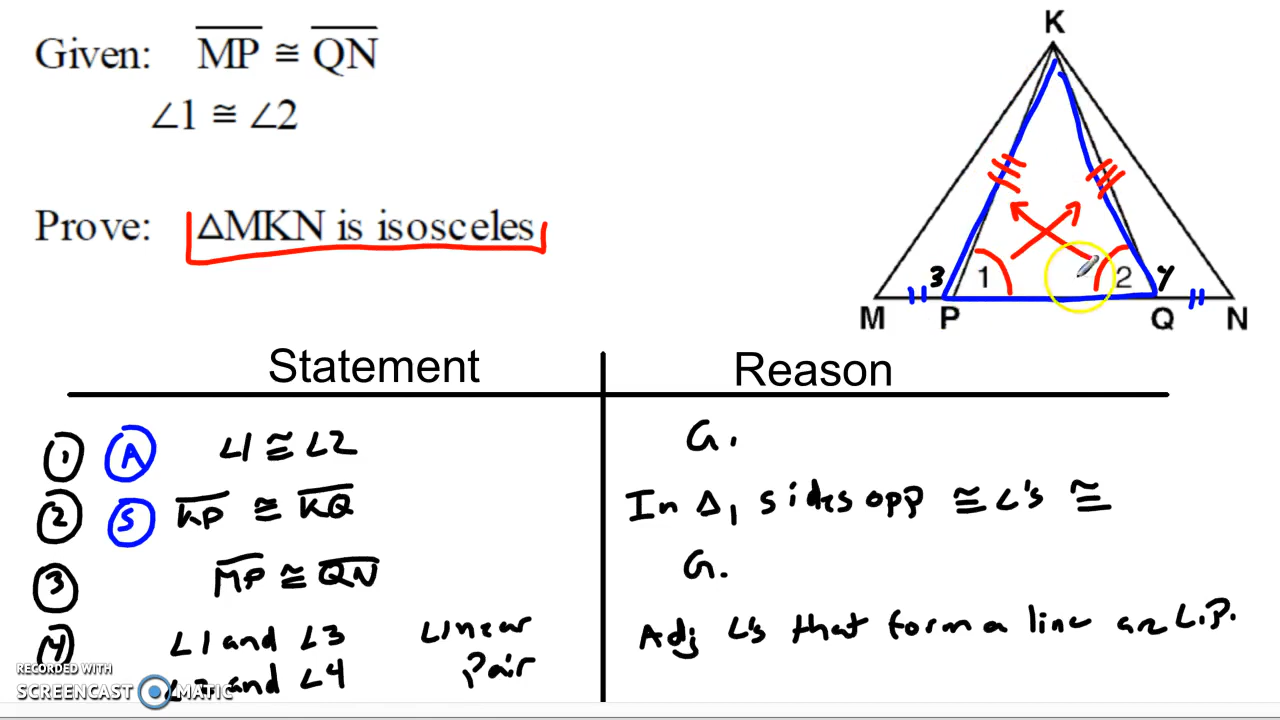 Given: MP ≅ QN
∠1 ≅ ∠2
Prove: ΔMKN is isosceles
K
3 1 2 4
M P Q N
Statement Reason
1 A ∠1 ≅ ∠2 G.
2 S KP ≅ KQ In Δ, sides opp ≅ ∠'s ≅
3 MP ≅ QN G.
4 ∠1 and ∠3 Linear Adj ∠'s that form a line are L.P.
and ∠4 Pair
RECORDED WITH
SCREENCAST MATIC